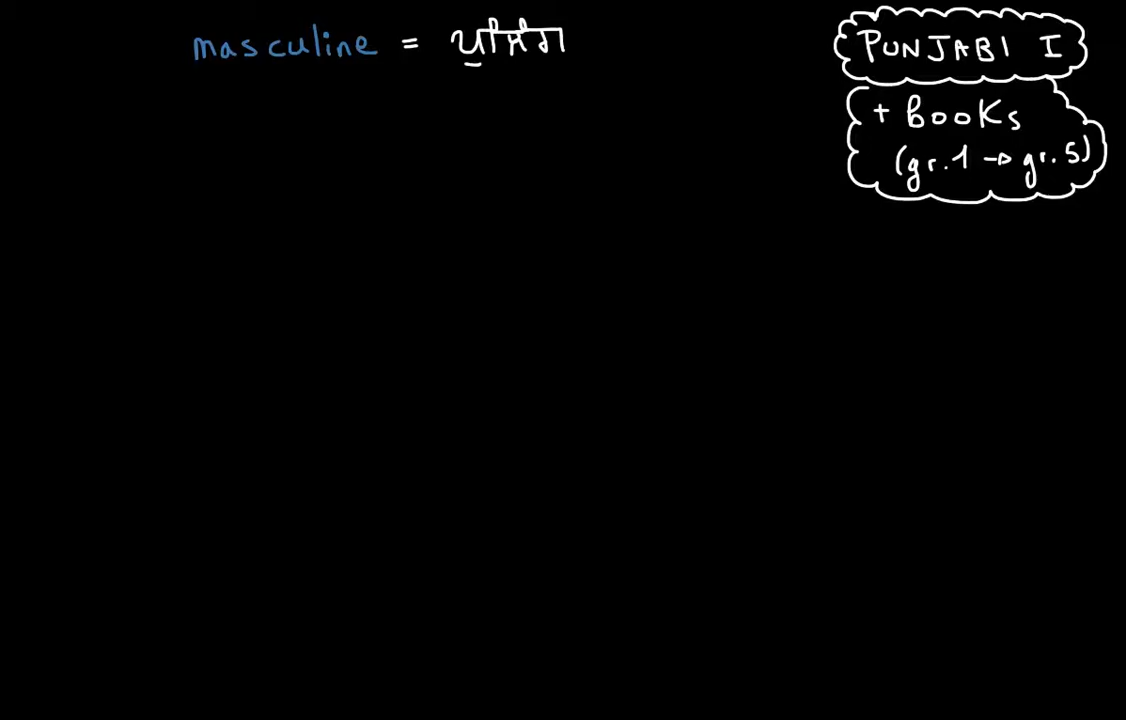 masculine = ਪੁਲਿੰਗ
PUNJABI I
+ BOOKS
(gr.1 → gr.5)